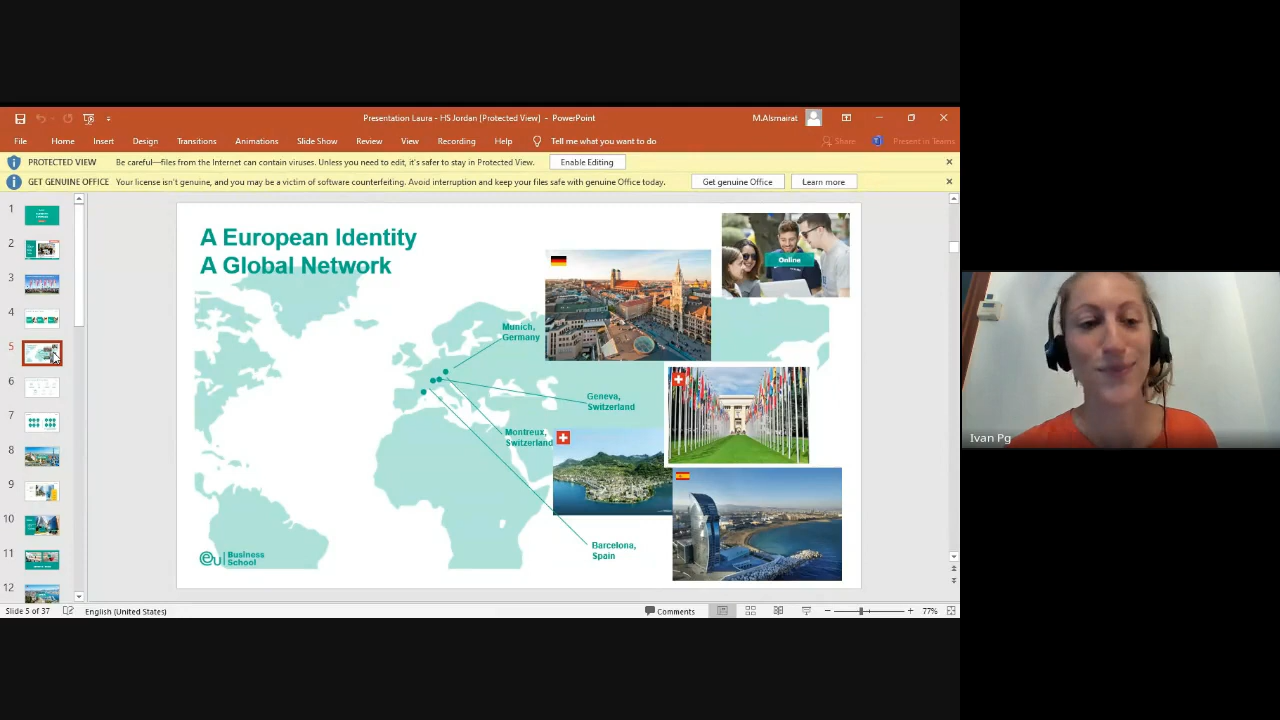 Presentation Laura - HS Jordan [Protected View] - PowerPoint
M.Alsmairat
File Home Insert Design Transitions Animations Slide Show Review View Recording Help Tell me what you want to do
Share Present in Teams
PROTECTED VIEW Be careful—files from the Internet can contain viruses. Unless you need to edit, it's safer to stay in Protected View. Enable Editing
GET GENUINE OFFICE Your license isn't genuine, and you may be a victim of software counterfeiting. Avoid interruption and keep your files safe with genuine Office today. Get genuine Office Learn more
1
2
3
4
5
6
7
8
9
10
11
12
A European Identity
A Global Network
Online
Munich,
Germany
Geneva,
Switzerland
Montreux,
Switzerland
Barcelona,
Spain
eu Business
School
Ivan Pg
Slide 5 of 37 English (United States) Comments 77%